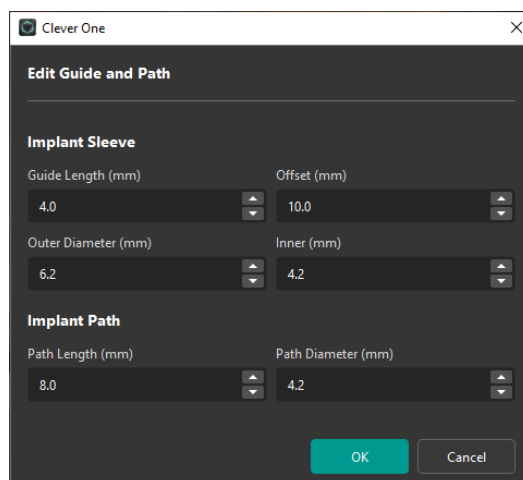 Clever One
Edit Guide and Path
Implant Sleeve
Guide Length (mm) Offset (mm)
4.0 10.0
Outer Diameter (mm) Inner (mm)
6.2 4.2
Implant Path
Path Length (mm) Path Diameter (mm)
8.0 4.2
OK Cancel